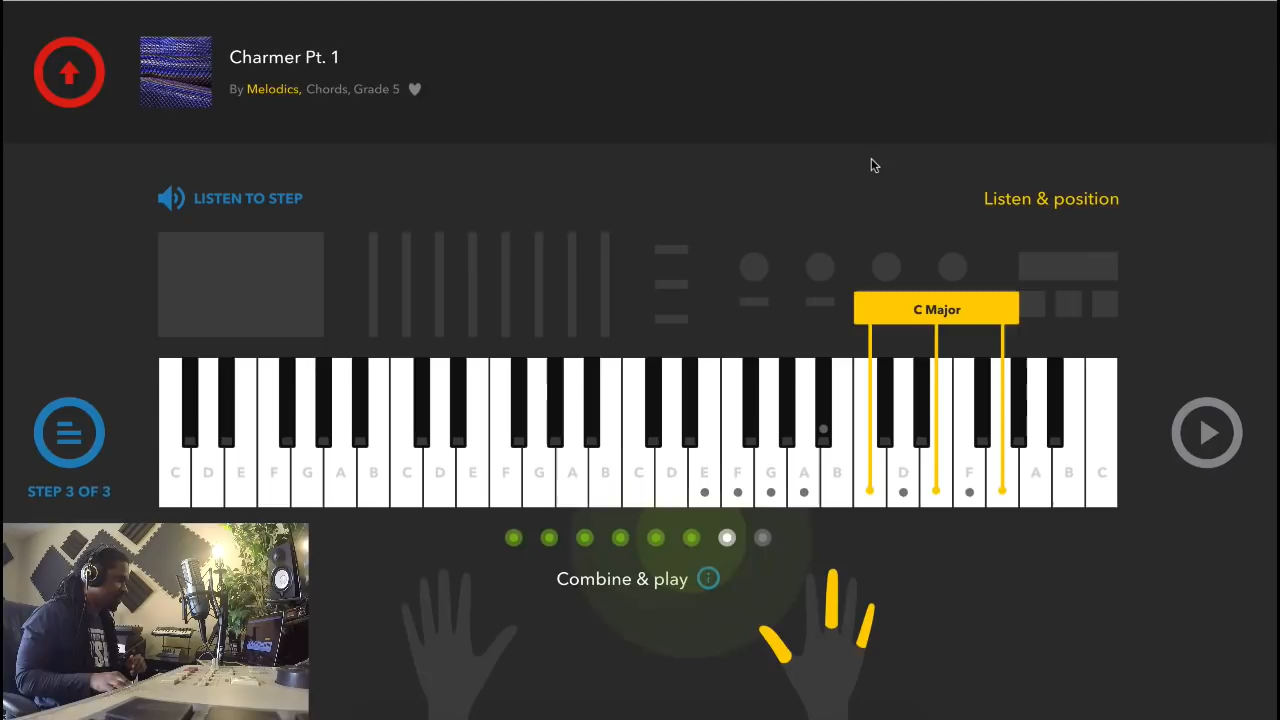 Charmer Pt. 1
By Melodics, Chords, Grade 5
LISTEN TO STEP
Listen & position
C Major
C D E F G A B C D E F G A B C D E F G A B D F A B C
STEP 3 OF 3
Combine & play